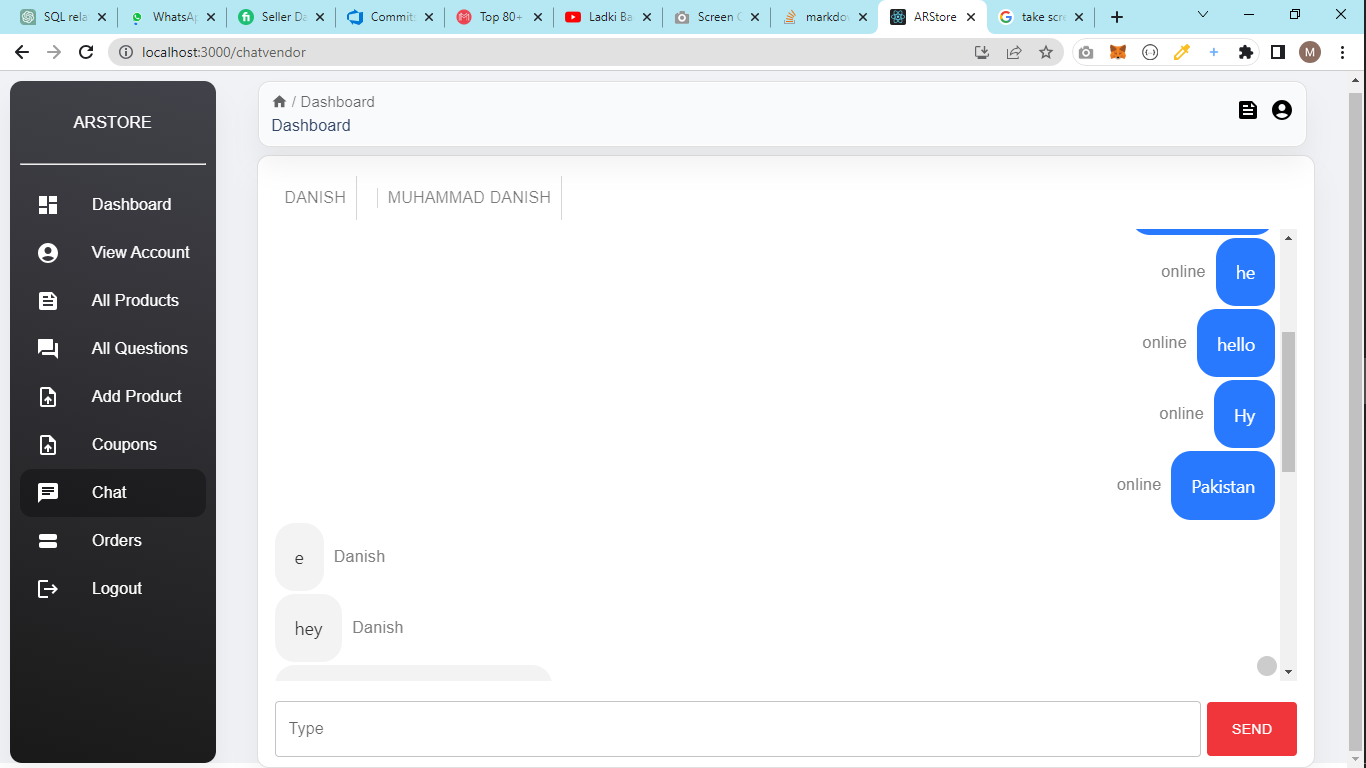 SQL rela
WhatsAp
Seller Da
Commits
Top 80+
Ladki Ba
Screen C
markdo
ARStore
take scre
localhost:3000/chatvendor
M
ARSTORE
Dashboard
View Account
All Products
All Questions
Add Product
Coupons
Chat
Orders
Logout
/ Dashboard
Dashboard
DANISH
MUHAMMAD DANISH
online he
online hello
online Hy
online Pakistan
e Danish
hey Danish
Type
SEND